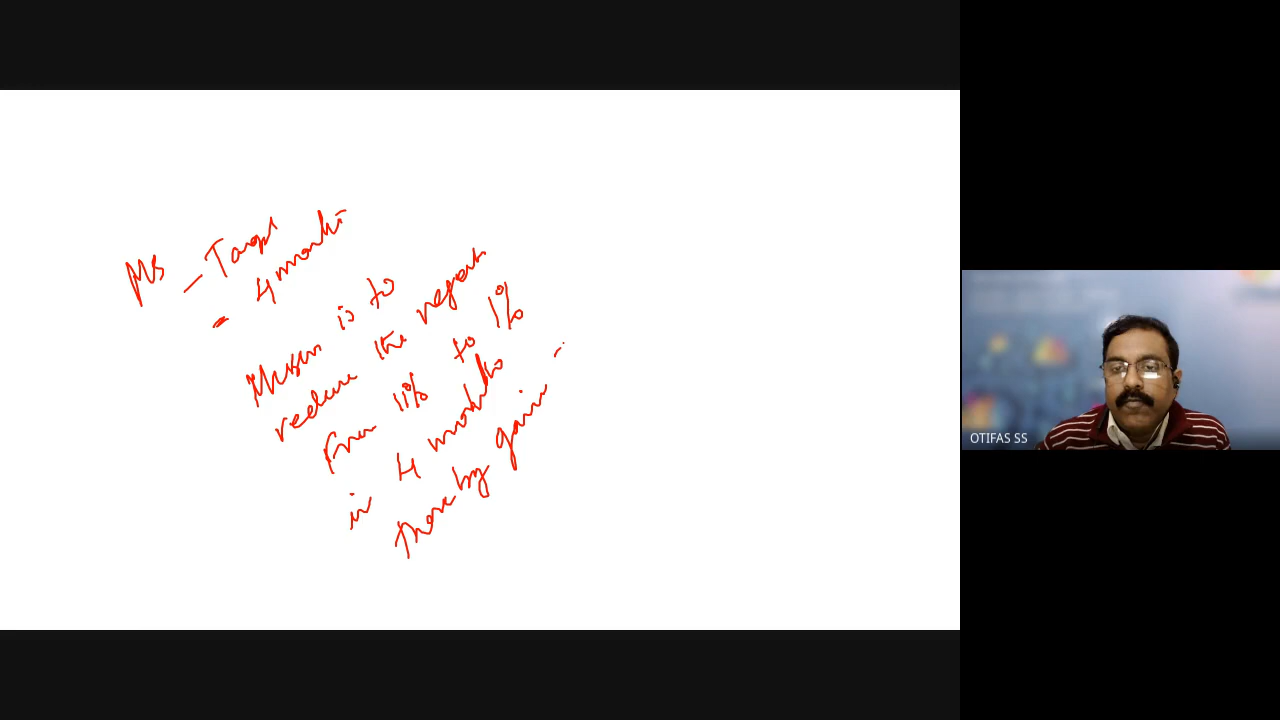 MS - Target
- 4 months
Mission is to
reduce the reject
From 11% to 1%
in 4 months
thereby gain -
OTIFAS SS